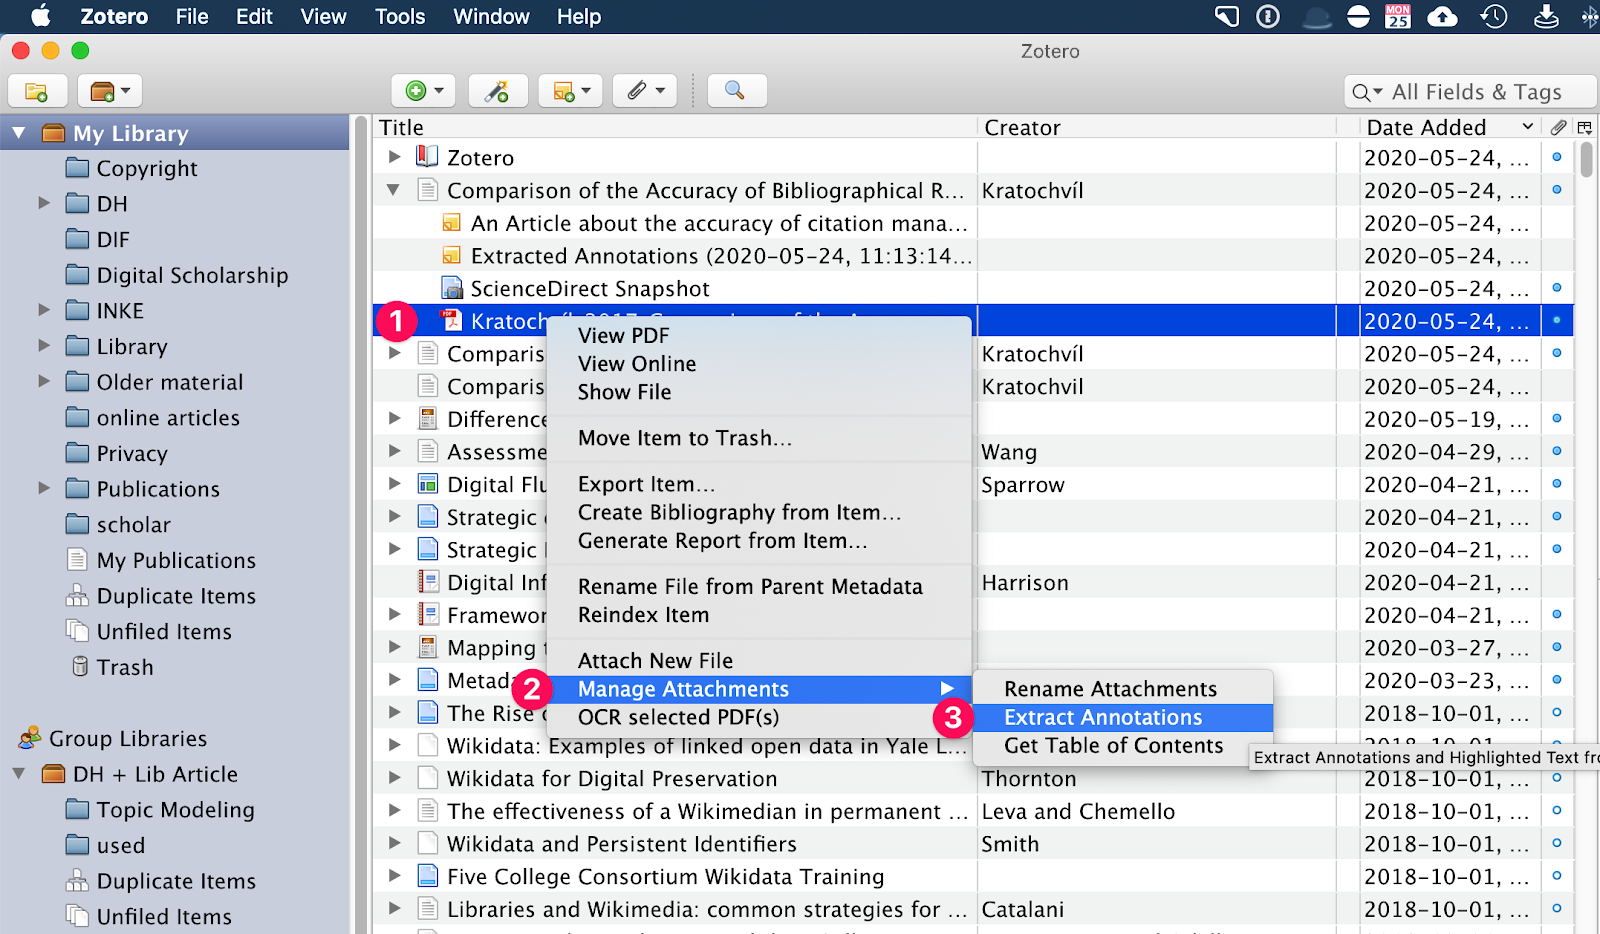 Zotero File Edit View Tools Window Help MON 25
Zotero
All Fields & Tags
My Library
Copyright
DH
DIF
Digital Scholarship
INKE
Library
Older material
online articles
Privacy
Publications
scholar
My Publications
Duplicate Items
Unfiled Items
Trash
Group Libraries
DH + Lib Article
Topic Modeling
used
Duplicate Items
Unfiled Items
Title Creator Date Added
Zotero 2020-05-24, ...
Comparison of the Accuracy of Bibliographical R... Kratochvíl 2020-05-24, ...
An Article about the accuracy of citation mana... 2020-05-24, ...
Extracted Annotations (2020-05-24, 11:13:14... 2020-05-24, ...
ScienceDirect Snapshot 2020-05-24, ...
1 PDF 2020-05-24, ...
Kratochvíl 2020-05-24, ...
Kratochvil 2020-05-24, ...
2020-05-19, ...
Wang 2020-04-29, ...
Digital Sparrow 2020-04-21, ...
Strategic 2020-04-21, ...
Strategic 2020-04-21, ...
Digital Harrison 2020-04-21, ...
2020-04-21, ...
Mapping 2020-03-27, ...
2020-03-23, ...
The Rise 2018-10-01, ...
Wikidata: Examples of linked open data in Yale L... 2018-10-01, ...
Wikidata for Digital Preservation Thornton 2018-10-01, ...
The effectiveness of a Wikimedian in permanent ... Leva and Chemello 2018-10-01, ...
Wikidata and Persistent Identifiers Smith 2018-10-01, ...
Five College Consortium Wikidata Training 2018-10-01, ...
Libraries and Wikimedia: common strategies for ... Catalani 2018-10-01, ...
View PDF
View Online
Show File
Move Item to Trash...
Export Item...
Create Bibliography from Item...
Generate Report from Item...
Rename File from Parent Metadata
Reindex Item
Attach New File
2 Manage Attachments
OCR selected PDF(s)
Rename Attachments
3 Extract Annotations
Get Table of Contents
Extract Annotations and Highlighted Text